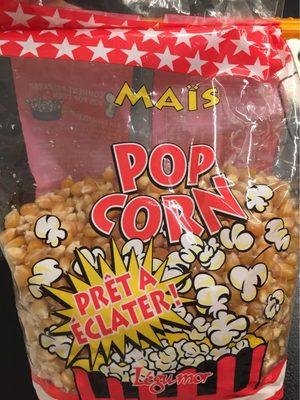 MAÏS
POP
CORN
PRÊT À
ÉCLATER!
Légumor